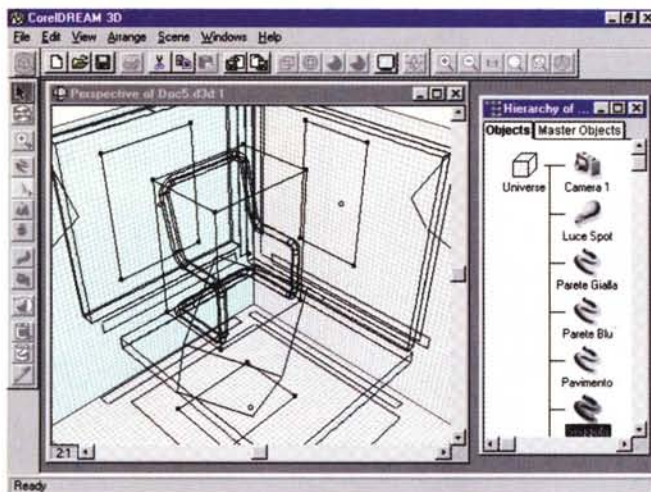 CorelDREAM 3D
File Edit View Arrange Scene Windows Help
Perspective of Doc5.d3d:1
Hierarchy of ...
Objects Master Objects
Universe
Camera 1
Luce Spot
Parete Gialla
Parete Blu
Pavimento
2:1
Ready